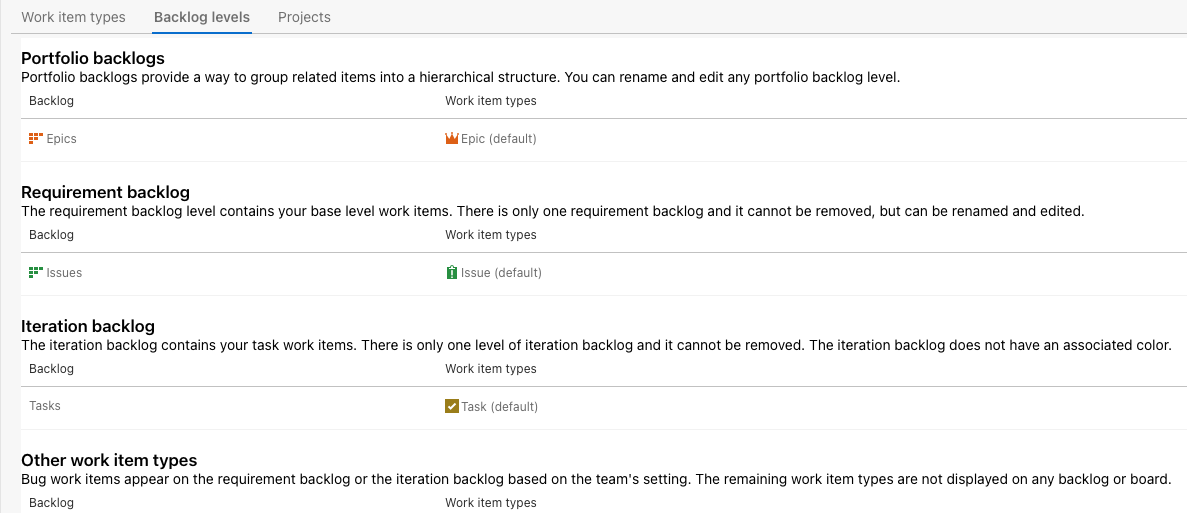 Work item types Backlog levels Projects
Portfolio backlogs
Portfolio backlogs provide a way to group related items into a hierarchical structure. You can rename and edit any portfolio backlog level.
Backlog Work item types
Epics Epic (default)
Requirement backlog
The requirement backlog level contains your base level work items. There is only one requirement backlog and it cannot be removed, but can be renamed and edited.
Backlog Work item types
Issues Issue (default)
Iteration backlog
The iteration backlog contains your task work items. There is only one level of iteration backlog and it cannot be removed. The iteration backlog does not have an associated color.
Backlog Work item types
Tasks Task (default)
Other work item types
Bug work items appear on the requirement backlog or the iteration backlog based on the team's setting. The remaining work item types are not displayed on any backlog or board.
Backlog Work item types